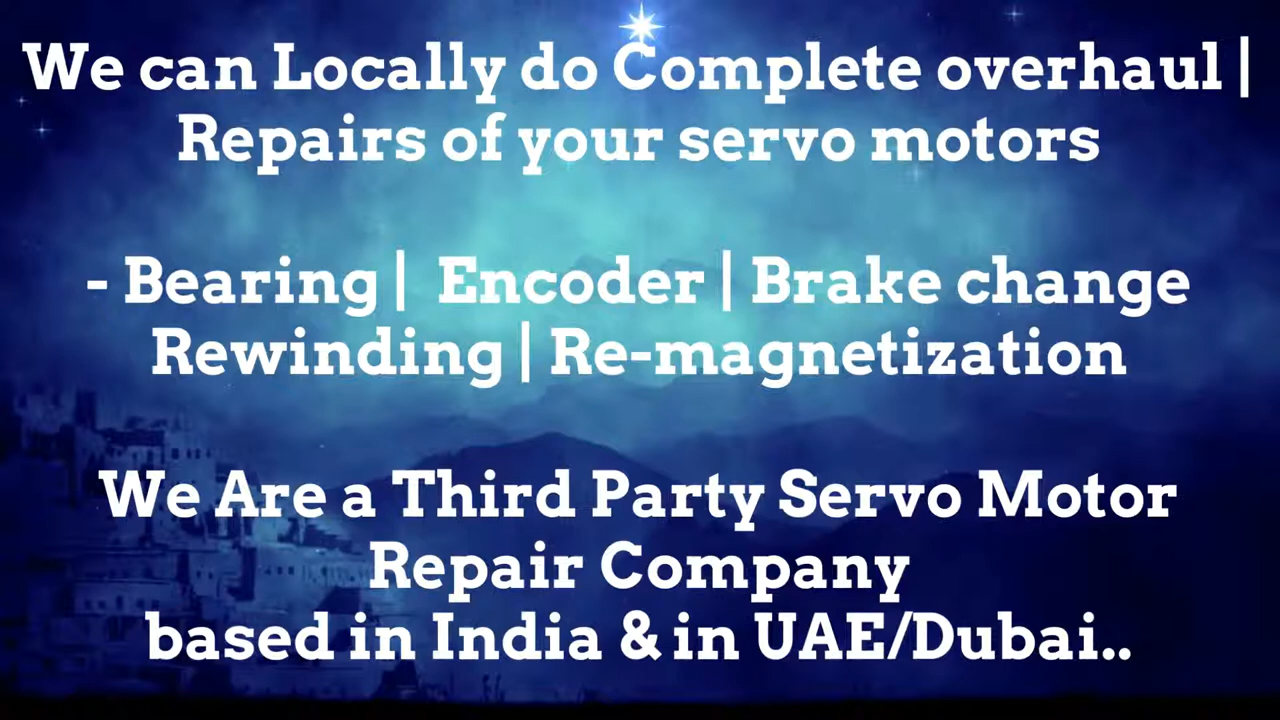 We can Locally do Complete overhaul |
Repairs of your servo motors
- Bearing | Encoder | Brake change
Rewinding | Re-magnetization
We Are a Third Party Servo Motor
Repair Company
based in India & in UAE/Dubai..